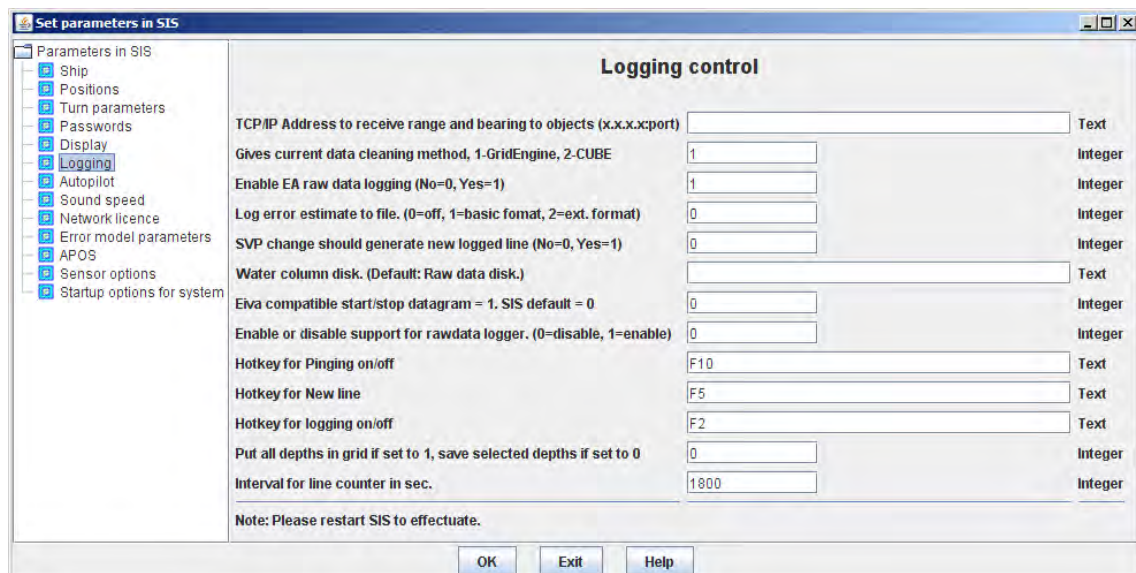 Set parameters in SIS
Parameters in SIS
Ship
Positions
Turn parameters
Passwords
Display
Logging
Autopilot
Sound speed
Network licence
Error model parameters
APOS
Sensor options
Startup options for system
Logging control
TCP/IP Address to receive range and bearing to objects (x.x.x.x:port) Text
Gives current data cleaning method, 1-GridEngine, 2-CUBE 1 Integer
Enable EA raw data logging (No=0, Yes=1) 1 Integer
Log error estimate to file. (0=off, 1=basic fomat, 2=ext. format) 0 Integer
SVP change should generate new logged line (No=0, Yes=1) 0 Integer
Water column disk. (Default: Raw data disk.) Text
Eiva compatible start/stop datagram = 1. SIS default = 0 0 Integer
Enable or disable support for rawdata logger. (0=disable, 1=enable) 0 Integer
Hotkey for Pinging on/off F10 Text
Hotkey for New line F5 Text
Hotkey for logging on/off F2 Text
Put all depths in grid if set to 1, save selected depths if set to 0 0 Integer
Interval for line counter in sec. 1800 Integer
Note: Please restart SIS to effectuate.
OK Exit Help